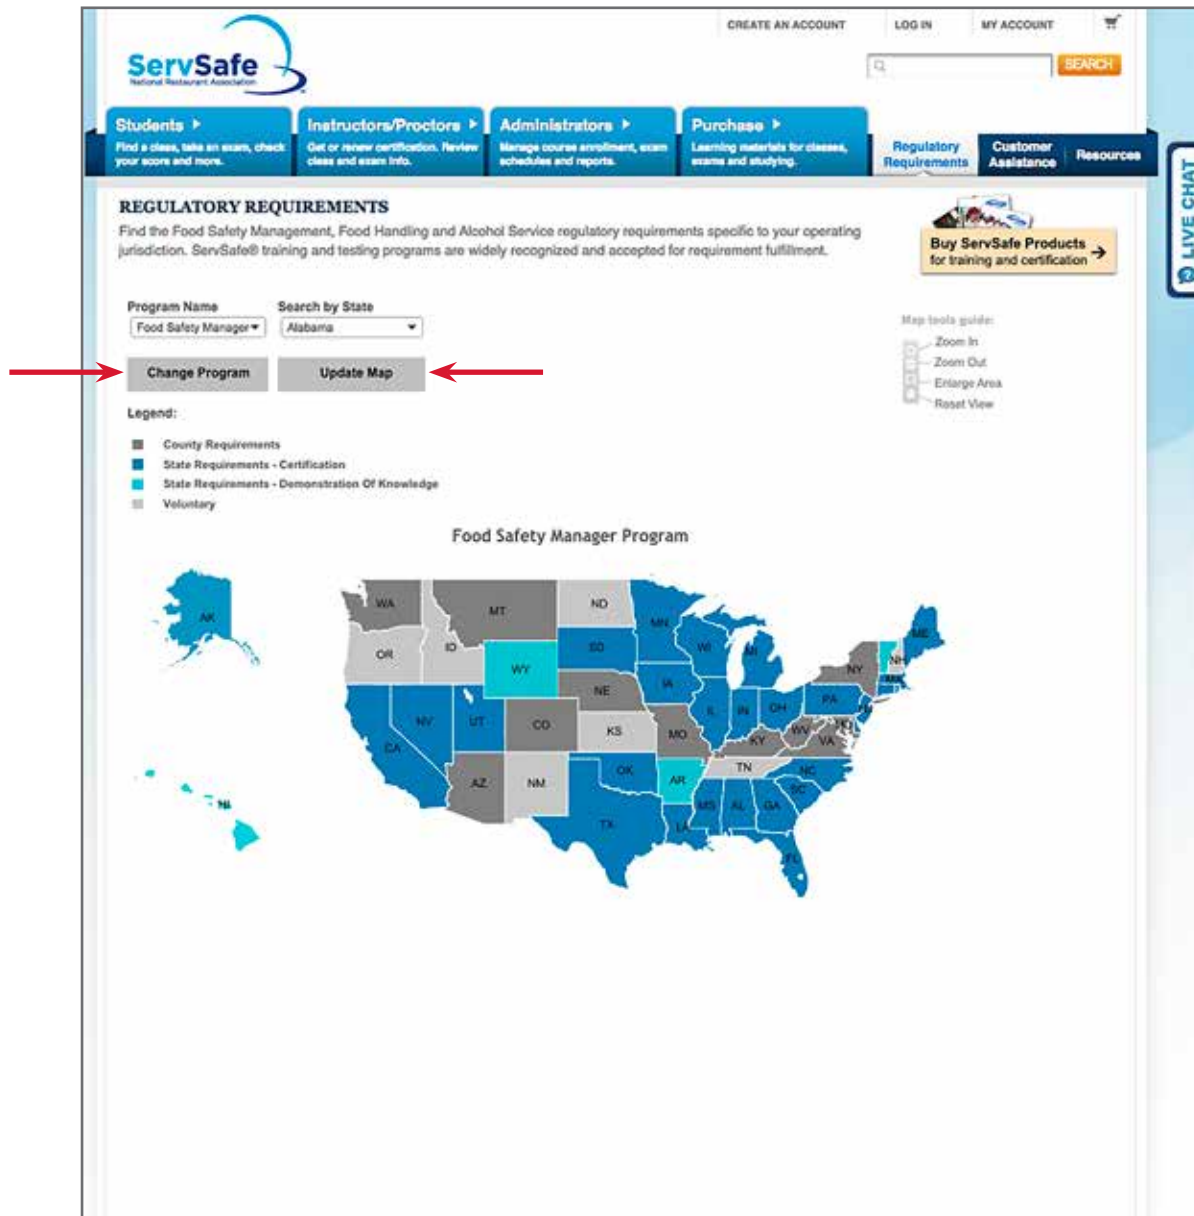 CREATE AN ACCOUNT LOG IN MY ACCOUNT
ServSafe
National Restaurant Association
SEARCH
Students
Find a class, take an exam, check
your score and more.
Instructors/Proctors
Get or renew certification. Review
class and exam info.
Administrators
Manage course enrollment, exam
schedules and reports.
Purchase
Learning materials for classes,
exams and studying.
Regulatory
Requirements
Customer
Assistance
Resources
LIVE CHAT
REGULATORY REQUIREMENTS
Find the Food Safety Management, Food Handling and Alcohol Service regulatory requirements specific to your operating
jurisdiction. ServSafe® training and testing programs are widely recognized and accepted for requirement fulfillment.
Buy ServSafe Products
for training and certification
Program Name Search by State
Food Safety Manager Alabama
Change Program Update Map
Map tools guide:
Zoom In
Zoom Out
Enlarge Area
Reset View
Legend:
County Requirements
State Requirements - Certification
State Requirements - Demonstration Of Knowledge
Voluntary
Food Safety Manager Program
AK
WA
MT
ND
MN
OR
ID
WY
SD
WI
MI
NY
NH
ME
MA
NV
UT
CO
NE
KS
IA
MO
IL
IN
OH
PA
WV
VA
KY
CA
AZ
NM
OK
AR
TN
NC
SC
MS
AL
GA
TX
LA
FL
HI